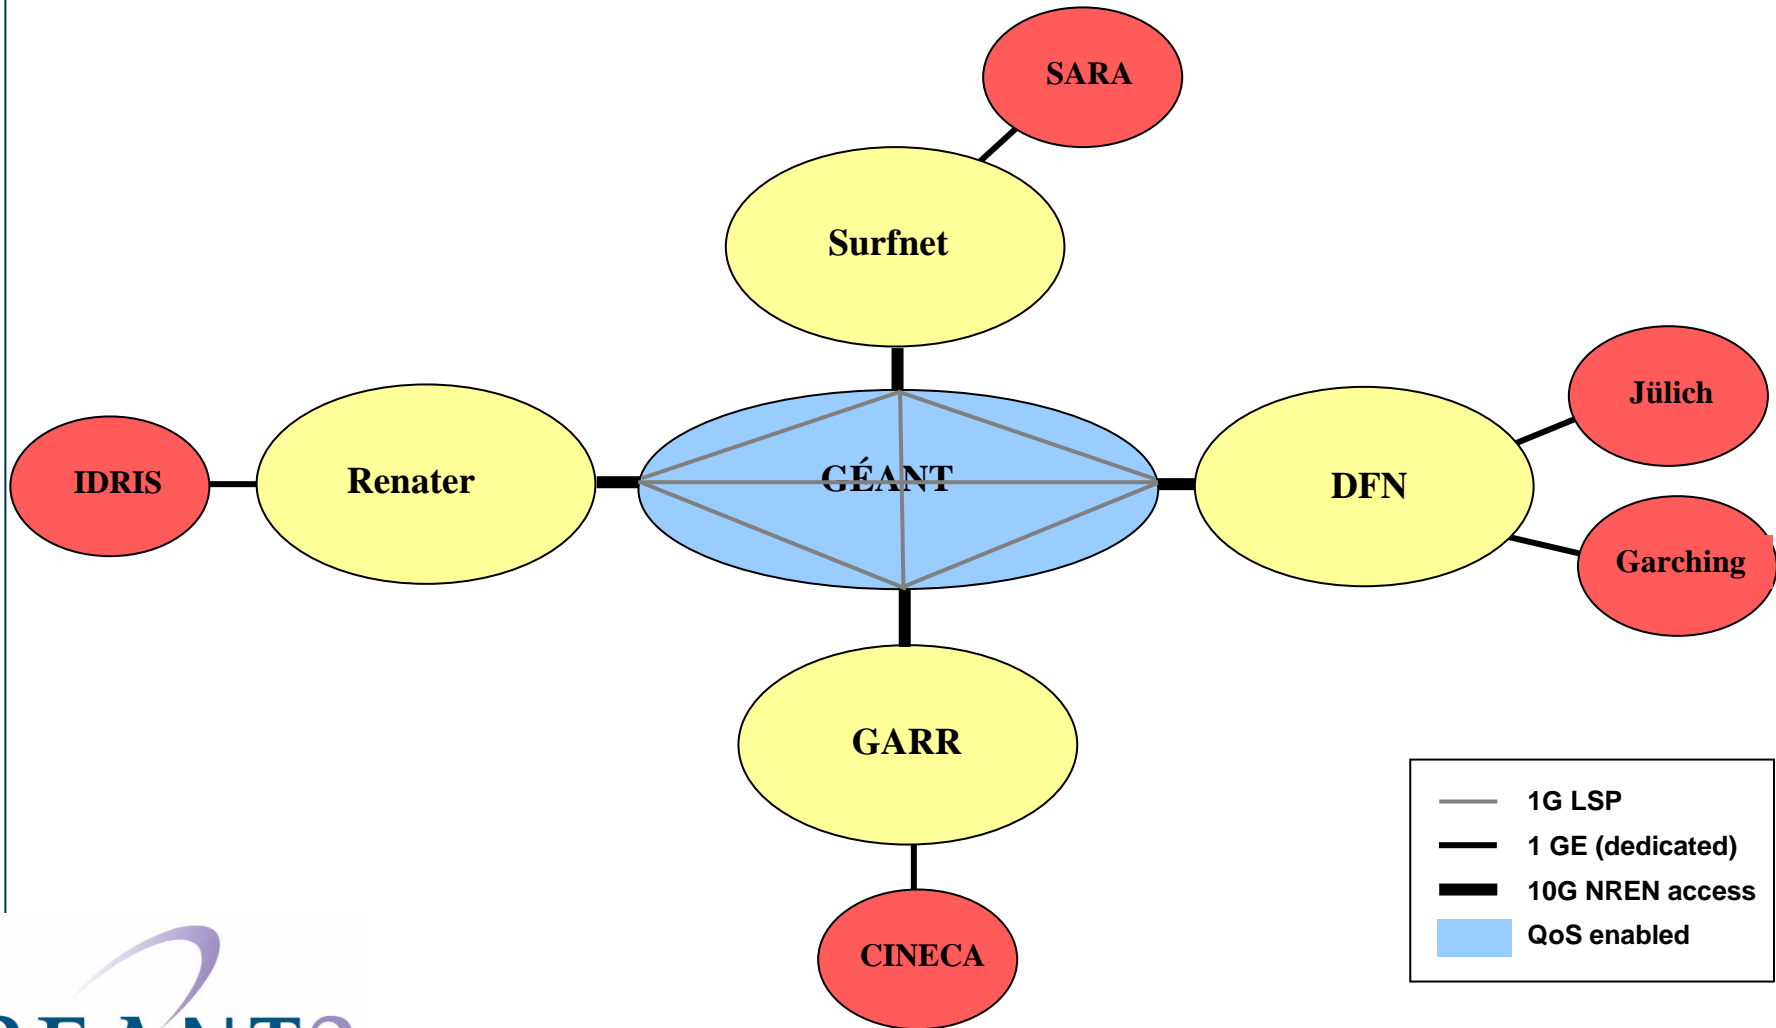 SARA
Surfnet
Jülich
IDRIS
Renater
GÉANT
DFN
Garching
GARR
CINECA
1G LSP
1 GE (dedicated)
10G NREN access
QoS enabled